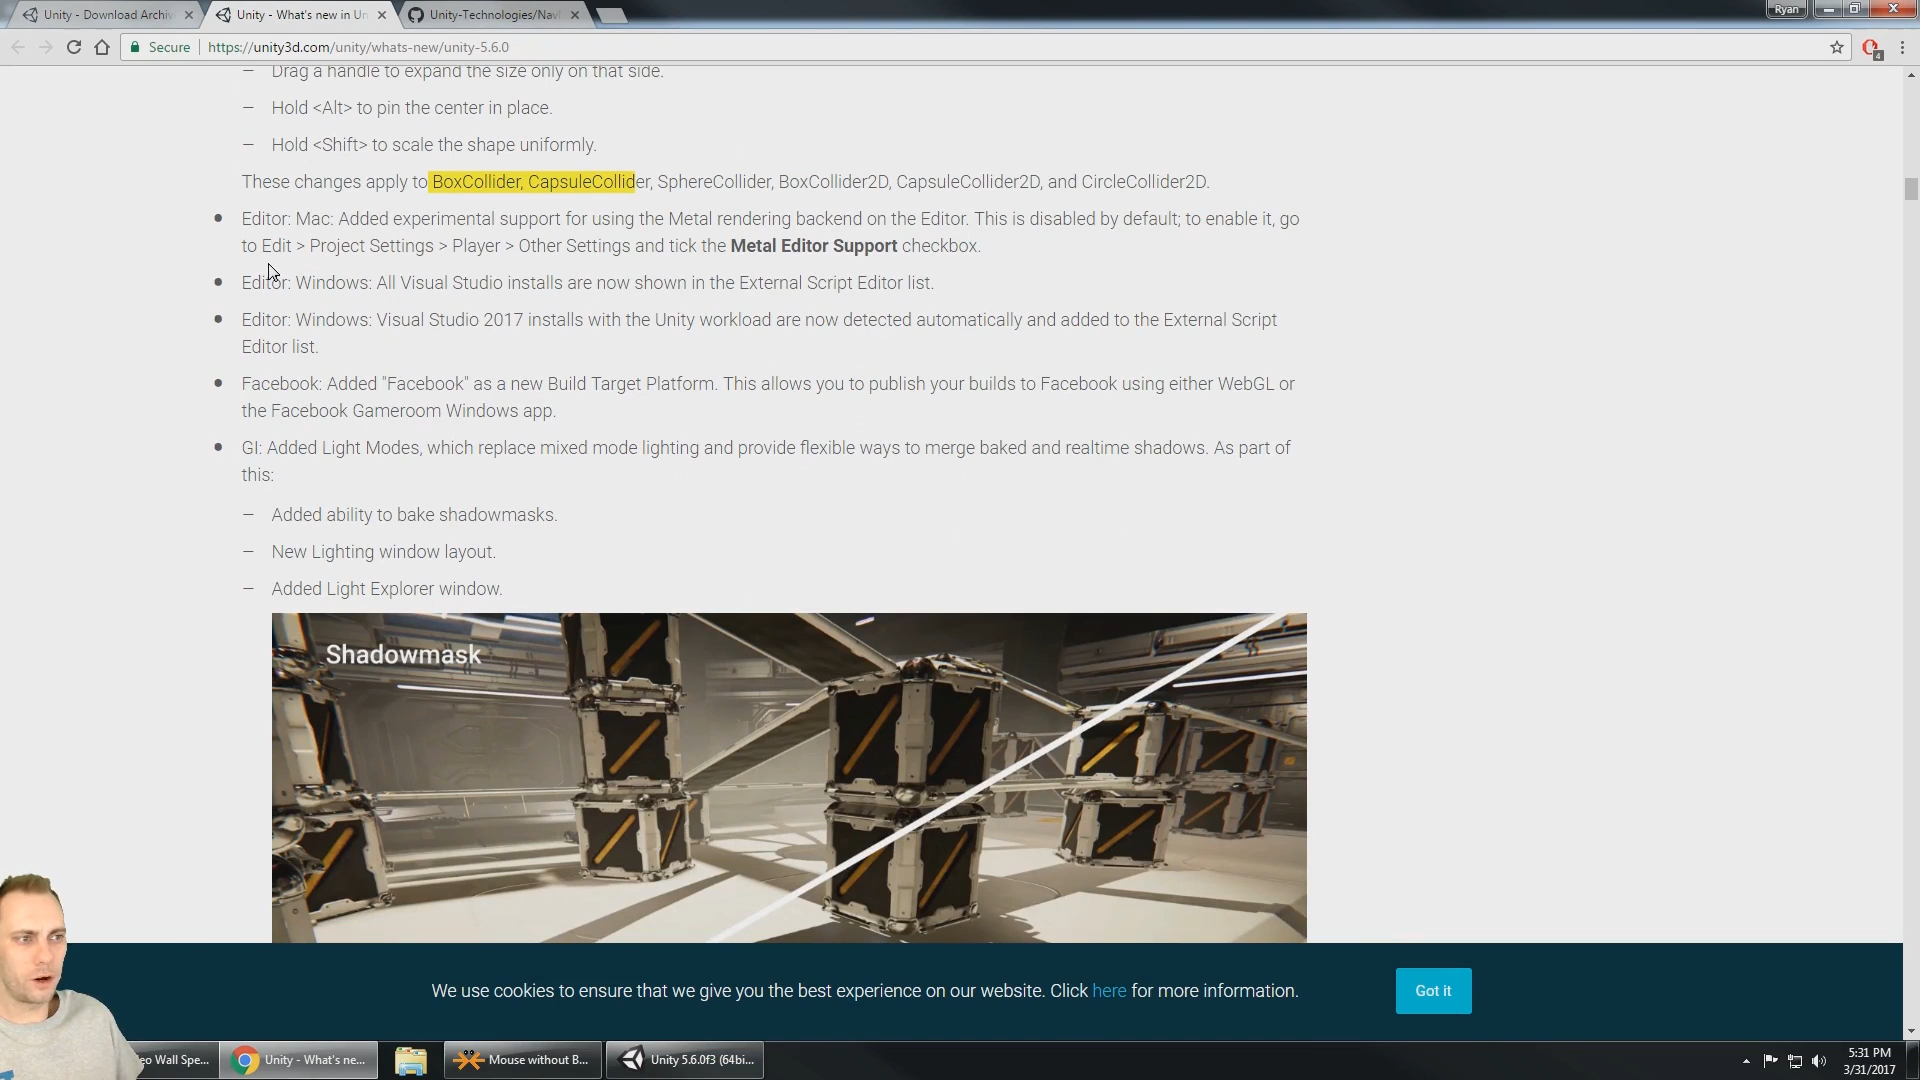 Unity - Download Archiv
Unity - What's new in Un
Unity-Technologies/NavM
Ryan
Secure
https://unity3d.com/unity/whats-new/unity-5.6.0
4
– Drag a handle to expand the size only on that side.
– Hold <Alt> to pin the center in place.
– Hold <Shift> to scale the shape uniformly.
These changes apply to BoxCollider, CapsuleCollider, SphereCollider, BoxCollider2D, CapsuleCollider2D, and CircleCollider2D.
• Editor: Mac: Added experimental support for using the Metal rendering backend on the Editor. This is disabled by default; to enable it, go
to Edit > Project Settings > Player > Other Settings and tick the Metal Editor Support checkbox.
• Editor: Windows: All Visual Studio installs are now shown in the External Script Editor list.
• Editor: Windows: Visual Studio 2017 installs with the Unity workload are now detected automatically and added to the External Script
Editor list.
• Facebook: Added "Facebook" as a new Build Target Platform. This allows you to publish your builds to Facebook using either WebGL or
the Facebook Gameroom Windows app.
• GI: Added Light Modes, which replace mixed mode lighting and provide flexible ways to merge baked and realtime shadows. As part of
this:
– Added ability to bake shadowmasks.
– New Lighting window layout.
– Added Light Explorer window.
Shadowmask
We use cookies to ensure that we give you the best experience on our website. Click here for more information.
Got it
eo Wall Spe...
Unity - What's ne...
Mouse without B...
Unity 5.6.0f3 (64bi...
5:31 PM
3/31/2017